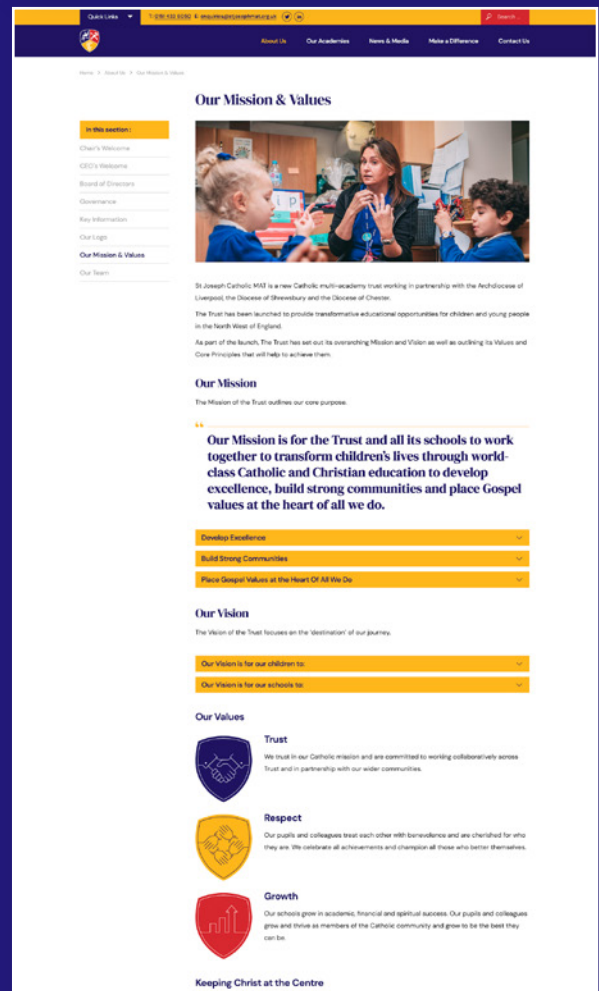 Quick Links
Search ...
About Us Our Academies News & Media Make a Difference Contact Us
Home > About Us > Our Mission & Values
Our Mission & Values
In this section :
Chair's Welcome
CEO's Welcome
Board of Directors
Governance
Key Information
Our Logo
Our Mission & Values
Our Team
St Joseph Catholic MAT is a new Catholic multi-academy trust working in partnership with the Archdiocese of
Liverpool, the Diocese of Shrewsbury and the Diocese of Chester.
The Trust has been launched to provide transformative educational opportunities for children and young people
in the North West of England.
As part of the launch, The Trust has set out its overarching Mission and Vision as well as outlining its Values and
Core Principles that will help to achieve them.
Our Mission
The Mission of the Trust outlines our core purpose.
Our Mission is for the Trust and all its schools to work
together to transform children's lives through world-
class Catholic and Christian education to develop
excellence, build strong communities and place Gospel
values at the heart of all we do.
Develop Excellence
Build Strong Communities
Place Gospel Values at the Heart Of All We Do
Our Vision
The Vision of the Trust focuses on the 'destination' of our journey.
Our Vision is for our children to:
Our Vision is for our schools to:
Our Values
Trust
We trust in our Catholic mission and are committed to working collaboratively across
Trust and in partnership with our wider communities.
Respect
Our pupils and colleagues treat each other with benevolence and are cherished for who
they are. We celebrate all achievements and champion all those who better themselves.
Growth
Our schools grow in academic, financial and spiritual success. Our pupils and colleagues
grow and thrive as members of the Catholic community and grow to be the best they
can be.
Keeping Christ at the Centre